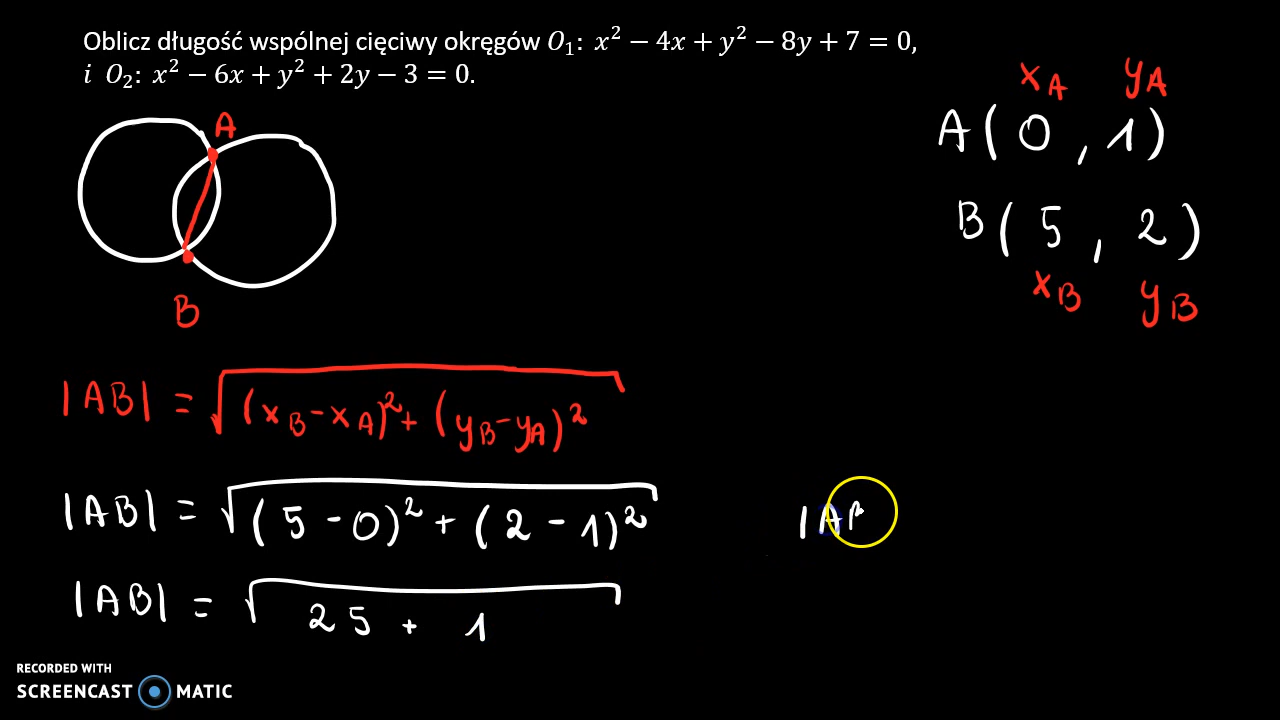 Oblicz długość wspólnej cięciwy okręgów O₁: x² − 4x + y² − 8y + 7 = 0,
i O₂: x² − 6x + y² + 2y − 3 = 0.
x_A y_A
A(0, 1)
B(5, 2)
x_B y_B
A
B
|AB| = √((x_B − x_A)² + (y_B − y_A)²)
|AB| = √((5 − 0)² + (2 − 1)²)
|A
|AB| = √(25 + 1)
RECORDED WITH
SCREENCAST MATIC